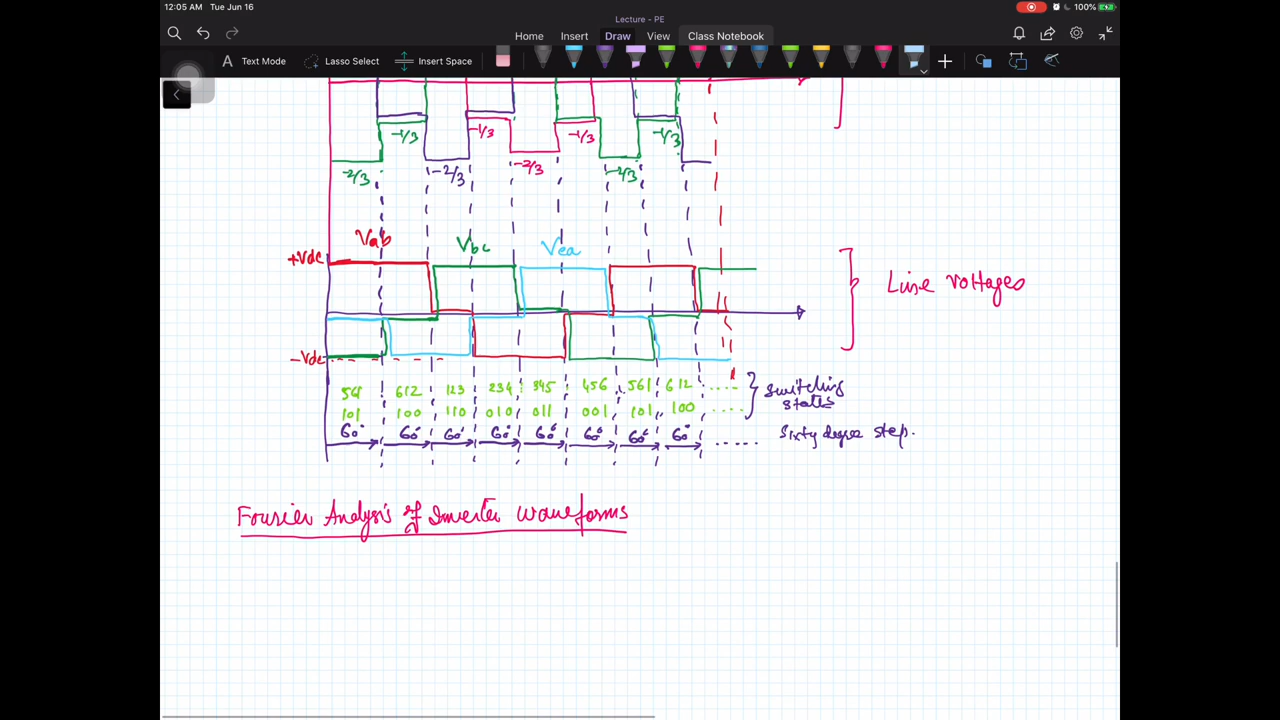 12:05 AM Tue Jun 16 100%
Lecture - PE
Home Insert Draw View Class Notebook
A Text Mode Lasso Select Insert Space
-1/3 -1/3 -1/3 -1/3
-2/3 -2/3 -2/3 -2/3
Vab Vbc Vca
+Vdc
Line Voltages
-Vdc
561 612 123 234 345 456 561 612 .... switching
101 100 110 010 011 001 101 100 .... states
60° 60° 60° 60° 60° 60° 60° 60° ..... Sixty degree step.
Fourier Analysis of Inverter Waveforms